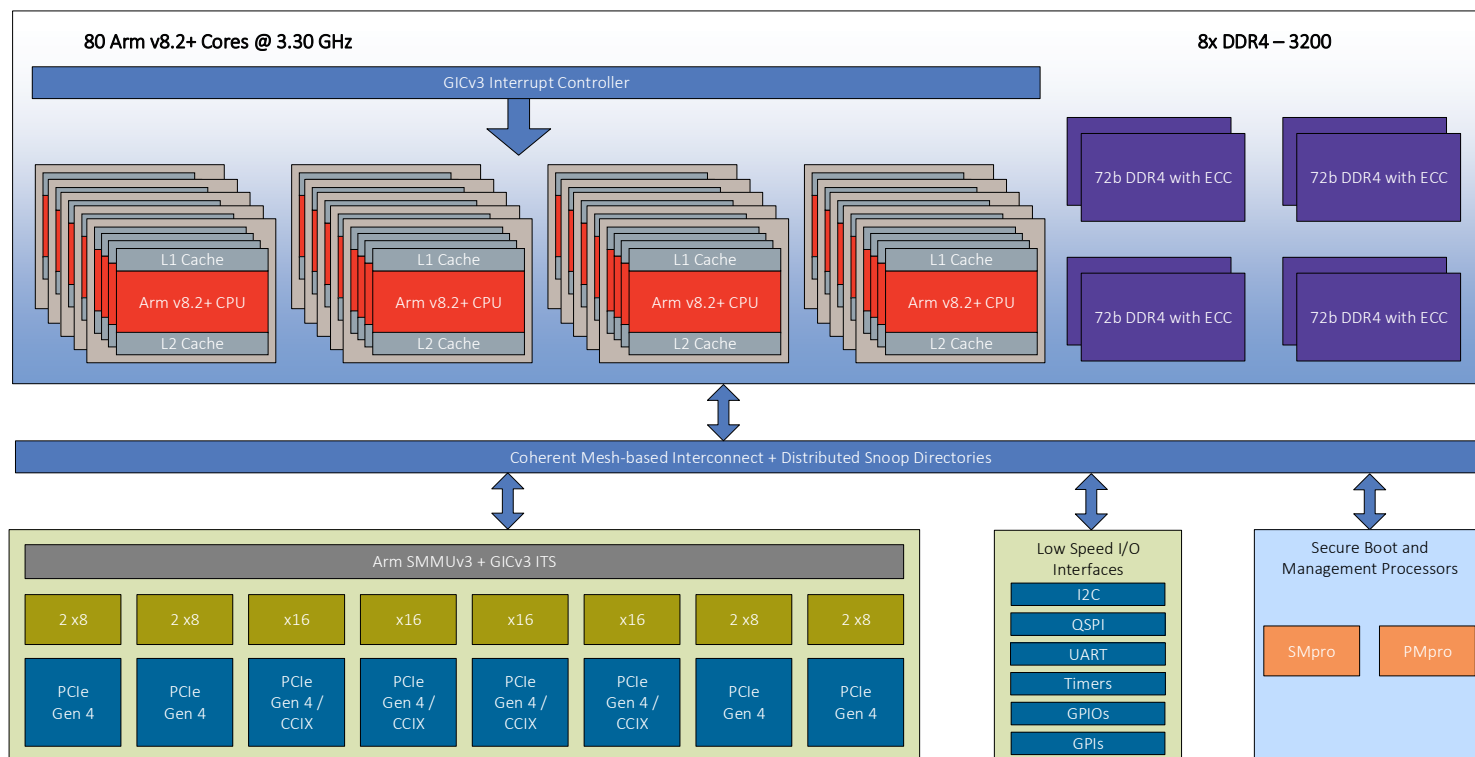 80 Arm v8.2+ Cores @ 3.30 GHz
8x DDR4 – 3200
GICv3 Interrupt Controller
72b DDR4 with ECC
72b DDR4 with ECC
L1 Cache
L1 Cache
L1 Cache
L1 Cache
Arm v8.2+ CPU
Arm v8.2+ CPU
Arm v8.2+ CPU
Arm v8.2+ CPU
72b DDR4 with ECC
72b DDR4 with ECC
L2 Cache
L2 Cache
L2 Cache
L2 Cache
Coherent Mesh-based Interconnect + Distributed Snoop Directories
Arm SMMUv3 + GICv3 ITS
2 x8
2 x8
x16
x16
x16
x16
2 x8
2 x8
PCIe
Gen 4
PCIe
Gen 4
PCIe
Gen 4 /
CCIX
PCIe
Gen 4 /
CCIX
PCIe
Gen 4 /
CCIX
PCIe
Gen 4 /
CCIX
PCIe
Gen 4
PCIe
Gen 4
Low Speed I/O
Interfaces
I2C
QSPI
UART
Timers
GPIOs
GPIs
Secure Boot and
Management Processors
SMpro
PMpro